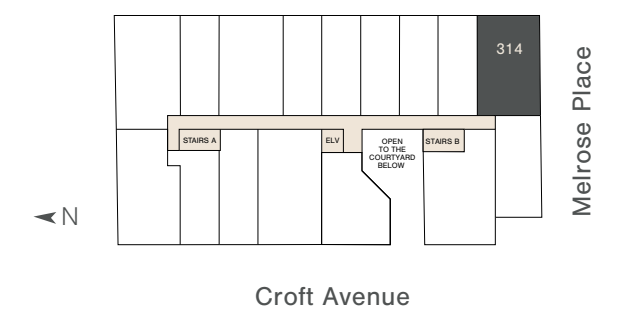 314
Melrose Place
STAIRS A
ELV
OPEN
TO THE
COURTYARD
BELOW
STAIRS B
N
Croft Avenue